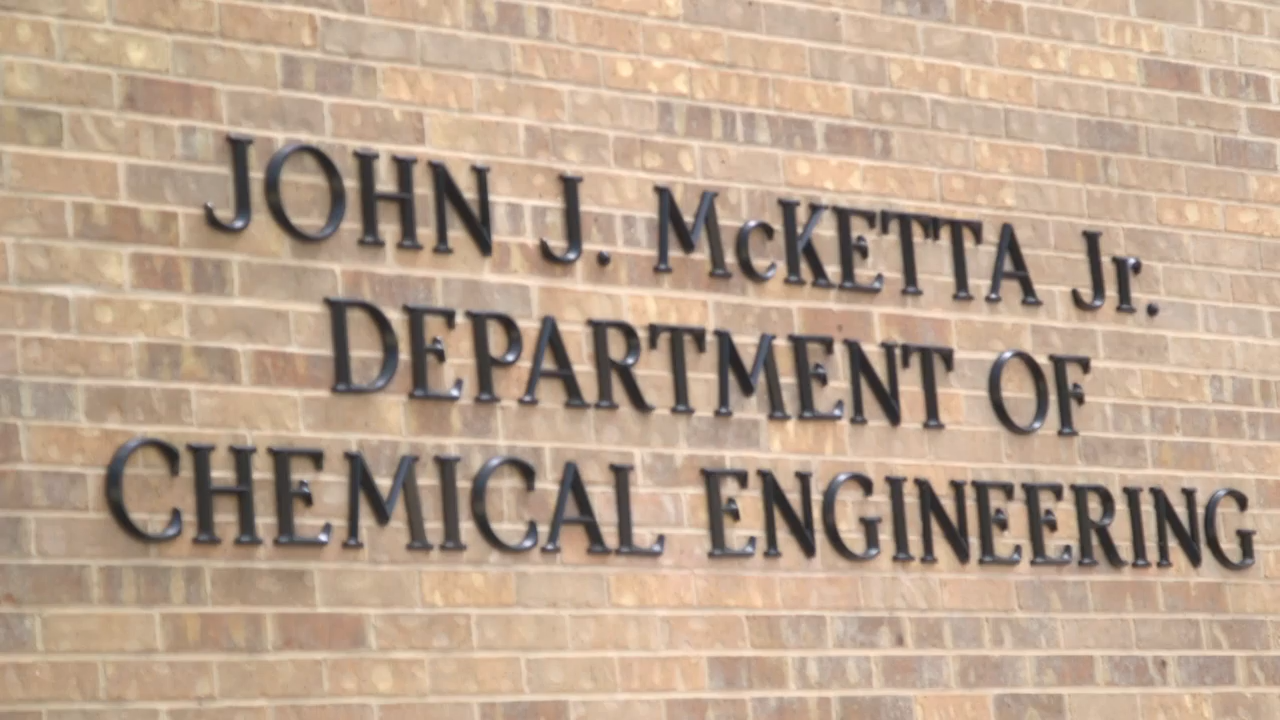 JOHN J. McKETTA Jr.
DEPARTMENT OF
CHEMICAL ENGINEERING